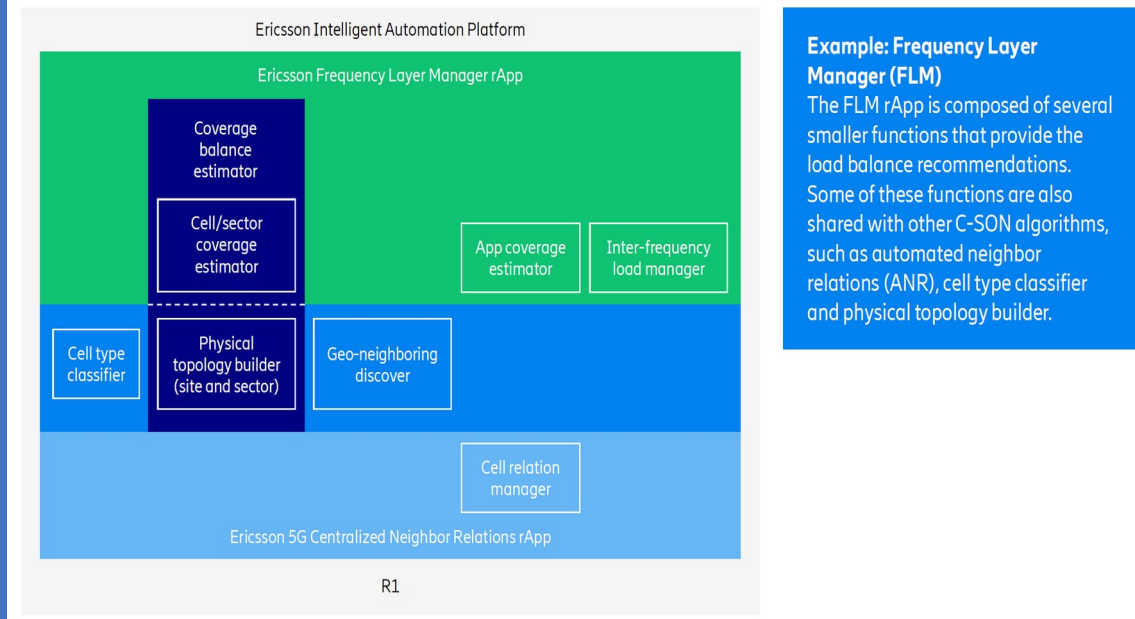 Ericsson Intelligent Automation Platform
Ericsson Frequency Layer Manager rApp
Coverage
balance
estimator
Cell/sector
coverage
estimator
App coverage
estimator
Inter-frequency
load manager
Cell type
classifier
Physical
topology builder
(site and sector)
Geo-neighboring
discover
Cell relation
manager
Ericsson 5G Centralized Neighbor Relations rApp
R1
Example: Frequency Layer
Manager (FLM)
The FLM rApp is composed of several
smaller functions that provide the
load balance recommendations.
Some of these functions are also
shared with other C-SON algorithms,
such as automated neighbor
relations (ANR), cell type classifier
and physical topology builder.